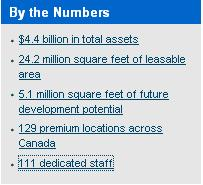 By the Numbers
$4.4 billion in total assets
24.2 million square feet of leasable
area
5.1 million square feet of future
development potential
129 premium locations across
Canada
111 dedicated staff